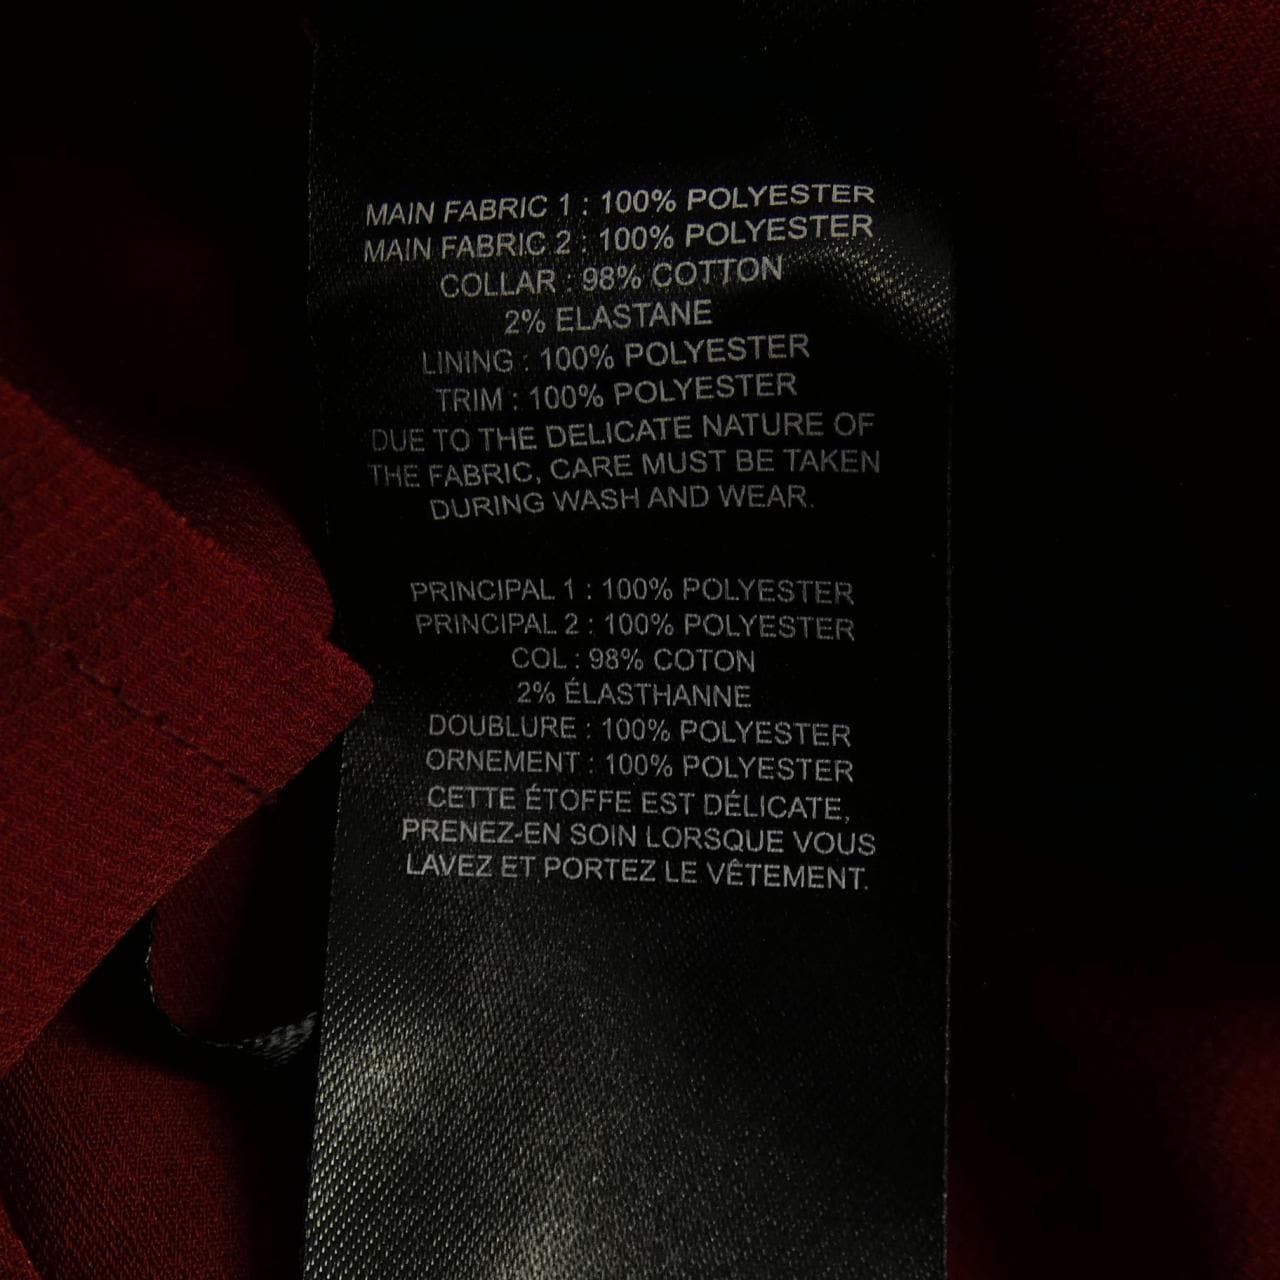 MAIN FABRIC 1 : 100% POLYESTER
MAIN FABRIC 2 : 100% POLYESTER
COLLAR : 98% COTTON
2% ELASTANE
LINING : 100% POLYESTER
TRIM : 100% POLYESTER
DUE TO THE DELICATE NATURE OF
THE FABRIC, CARE MUST BE TAKEN
DURING WASH AND WEAR.
PRINCIPAL 1 : 100% POLYESTER
PRINCIPAL 2 : 100% POLYESTER
COL : 98% COTON
2% ÉLASTHANNE
DOUBLURE : 100% POLYESTER
ORNEMENT : 100% POLYESTER
CETTE ÉTOFFE EST DÉLICATE,
PRENEZ-EN SOIN LORSQUE VOUS
LAVEZ ET PORTEZ LE VÊTEMENT.